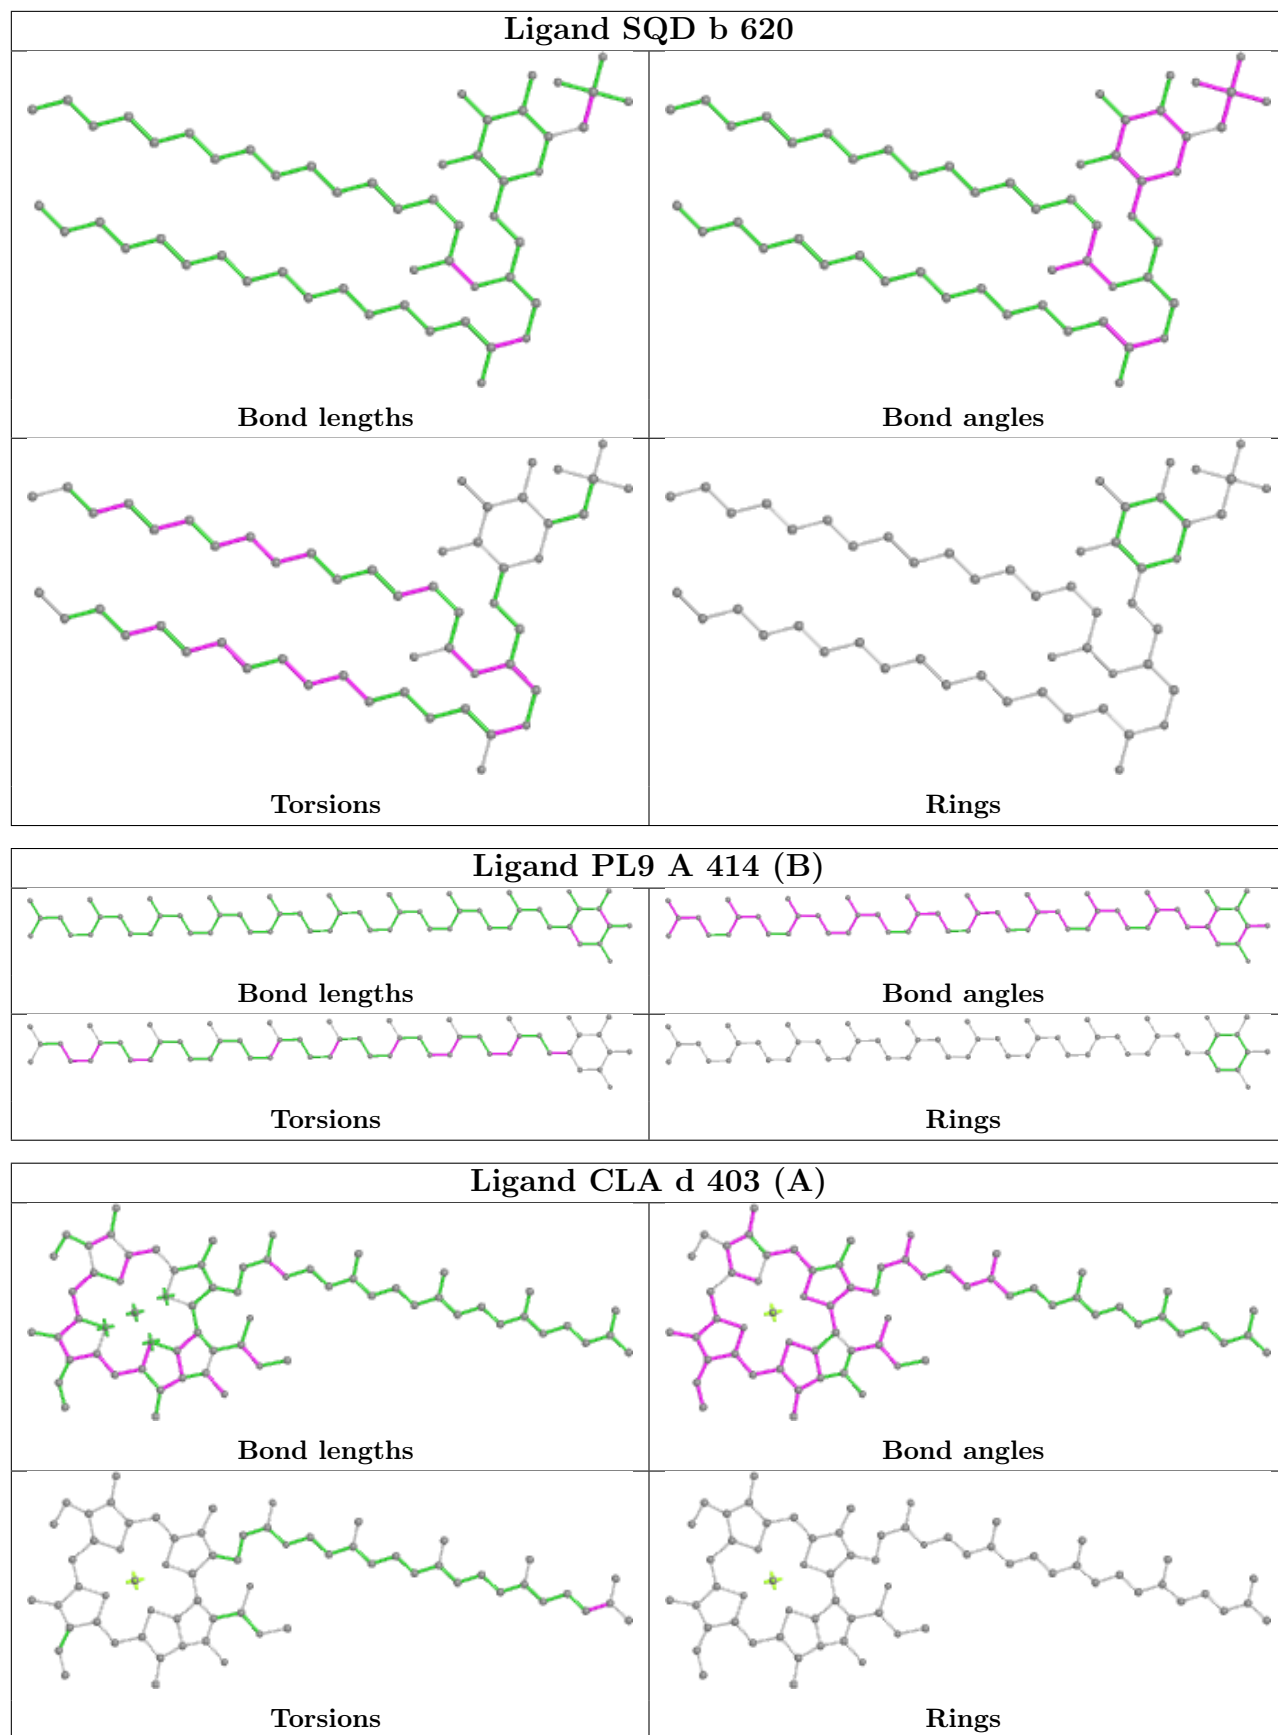 Ligand SQD b 620
Bond lengths
Bond angles
Torsions
Rings
Ligand PL9 A 414 (B)
Bond lengths
Bond angles
Torsions
Rings
Ligand CLA d 403 (A)
Bond lengths
Bond angles
Torsions
Rings